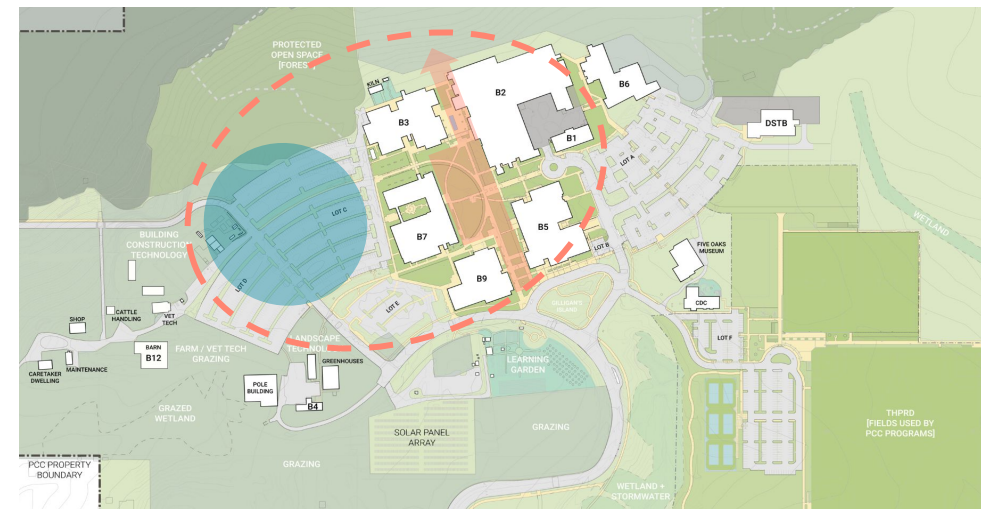 PROTECTED
OPEN SPACE
[FOREST]
KILN
B2
B6
B3
B1
DSTB
LOT A
LOT C
WETLAND
BUILDING
CONSTRUCTION
TECHNOLOGY
B7
B5
LOT B
FIVE OAKS
MUSEUM
LOT D
B9
CDC
LOT E
GILLIGAN'S
ISLAND
SHOP
CATTLE
HANDLING
VET
TECH
LANDSCAPE
TECHNOLOGY
LOT F
BARN
B12
FARM / VET TECH
GRAZING
GREENHOUSES
LEARNING
GARDEN
CARETAKER
DWELLING
MAINTENANCE
POLE
BUILDING
B4
GRAZED
WETLAND
SOLAR PANEL
ARRAY
GRAZING
THPRD
[FIELDS USED BY
PCC PROGRAMS]
PCC PROPERTY
BOUNDARY
GRAZING
WETLAND +
STORMWATER